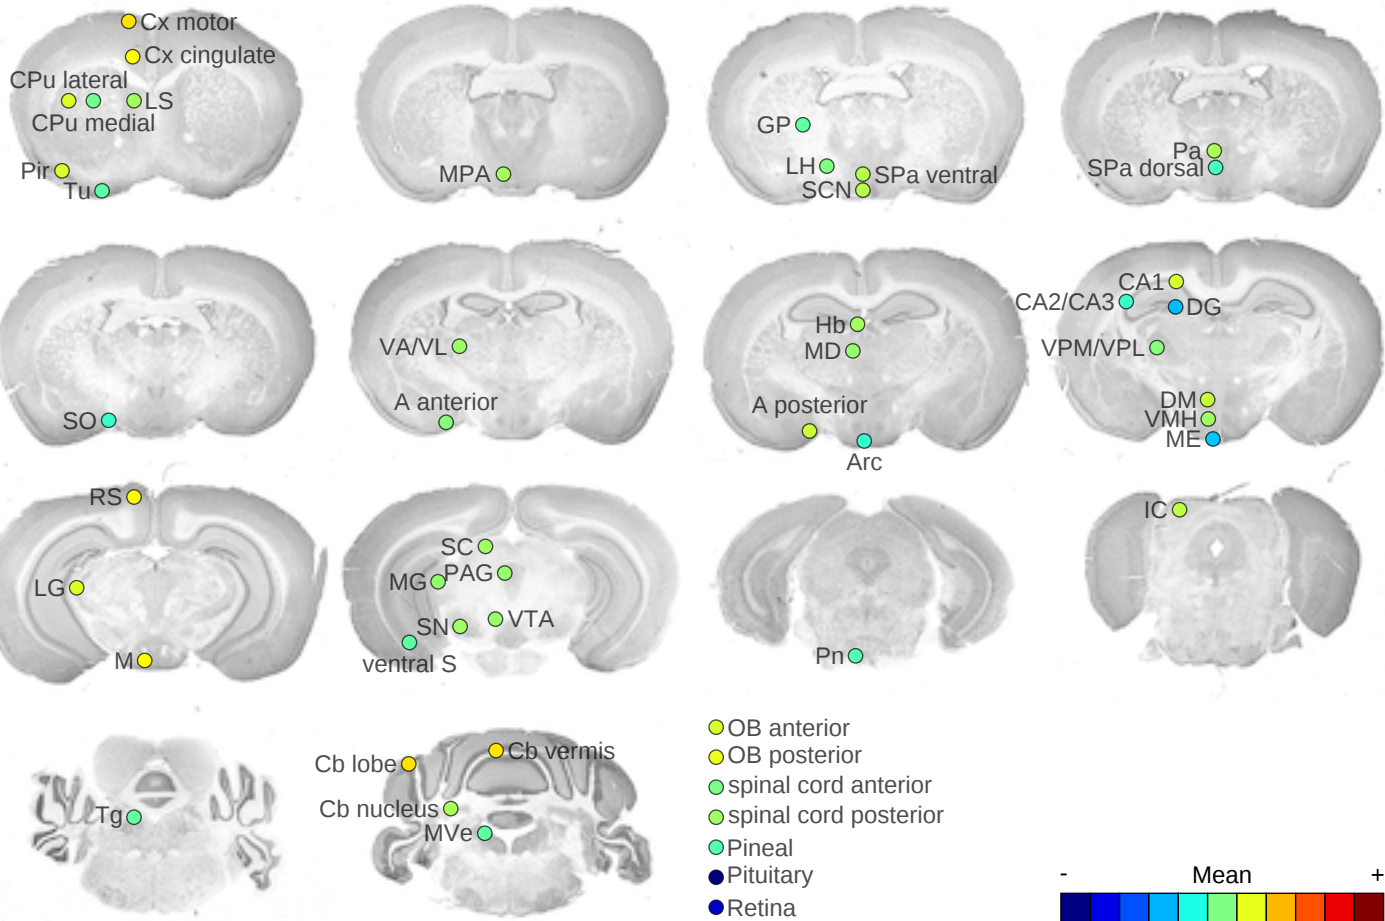 Cx motor
Cx cingulate
CPu lateral
LS
CPu medial
Pir
Tu
MPA
GP
LH
SPa ventral
SCN
Pa
SPa dorsal
SO
VA/VL
A anterior
Hb
MD
A posterior
Arc
CA1
CA2/CA3
DG
VPM/VPL
DM
VMH
ME
RS
LG
M
SC
PAG
MG
VTA
SN
ventral S
Pn
IC
Tg
Cb lobe
Cb vermis
Cb nucleus
MVe
OB anterior
OB posterior
spinal cord anterior
spinal cord posterior
Pineal
Pituitary
Retina
- Mean +